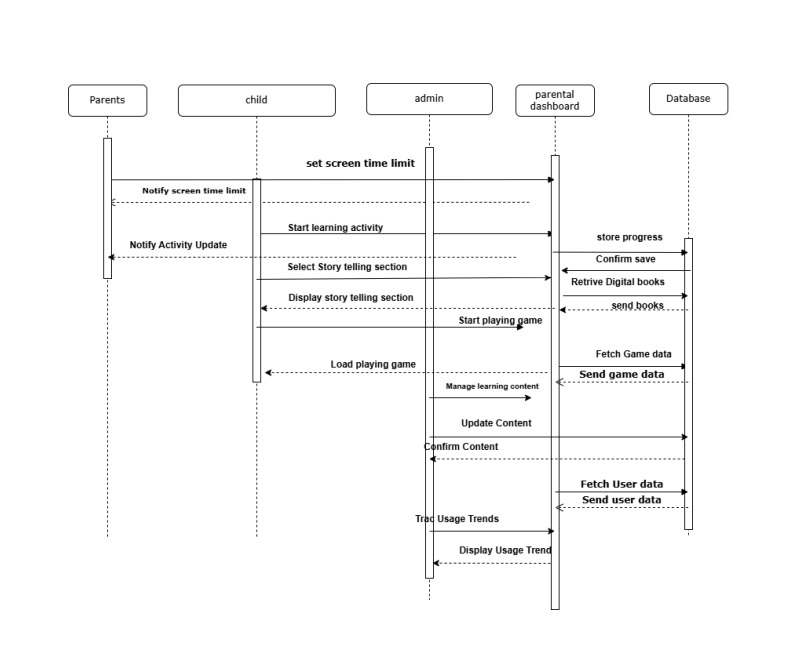 Parents
child
admin
parental
dashboard
Database
set screen time limit
Notify screen time limit
Start learning activity
store progress
Notify Activity Update
Confirm save
Select Story telling section
Retrive Digital books
Display story telling section
send books
Start playing game
Fetch Game data
Load playing game
Send game data
Manage learning content
Update Content
Confirm Content
Fetch User data
Send user data
Trac Usage Trends
Display Usage Trend